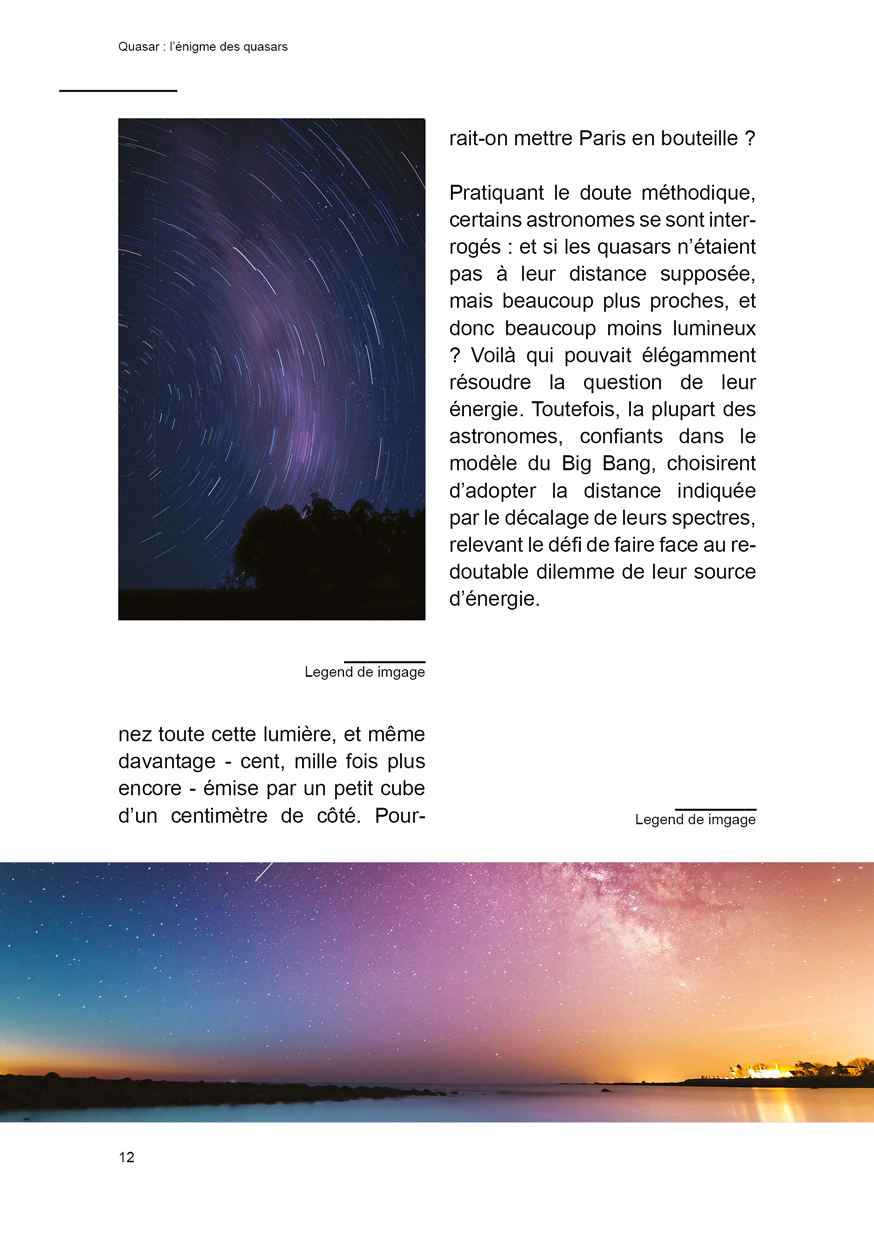 Quasar : l’énigme des quasars
Legend de imgage
nez toute cette lumière, et même
davantage - cent, mille fois plus
encore - émise par un petit cube
d’un centimètre de côté. Pour-
rait-on mettre Paris en bouteille ?
Pratiquant le doute méthodique,
certains astronomes se sont inter-
rogés : et si les quasars n’étaient
pas à leur distance supposée,
mais beaucoup plus proches, et
donc beaucoup moins lumineux
? Voilà qui pouvait élégamment
résoudre la question de leur
énergie. Toutefois, la plupart des
astronomes, confiants dans le
modèle du Big Bang, choisirent
d’adopter la distance indiquée
par le décalage de leurs spectres,
relevant le défi de faire face au re-
doutable dilemme de leur source
d’énergie.
Legend de imgage
12